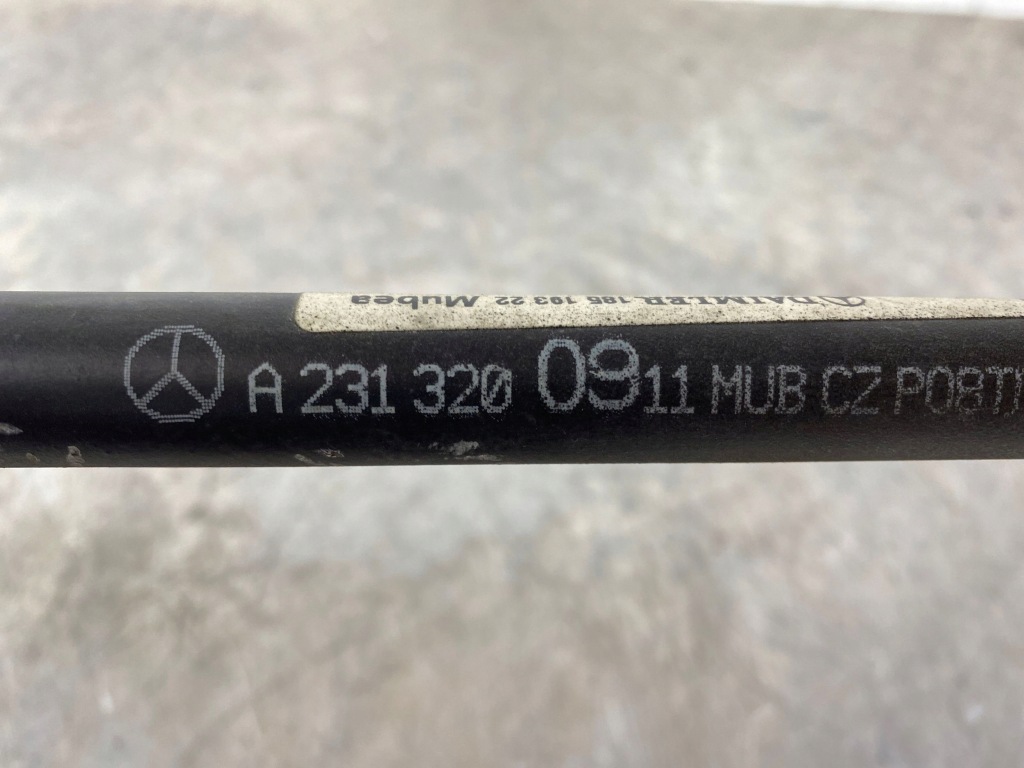 DAIMLER 185 193 22 Mubea
A 231 320 0911 MUB CZ P08T